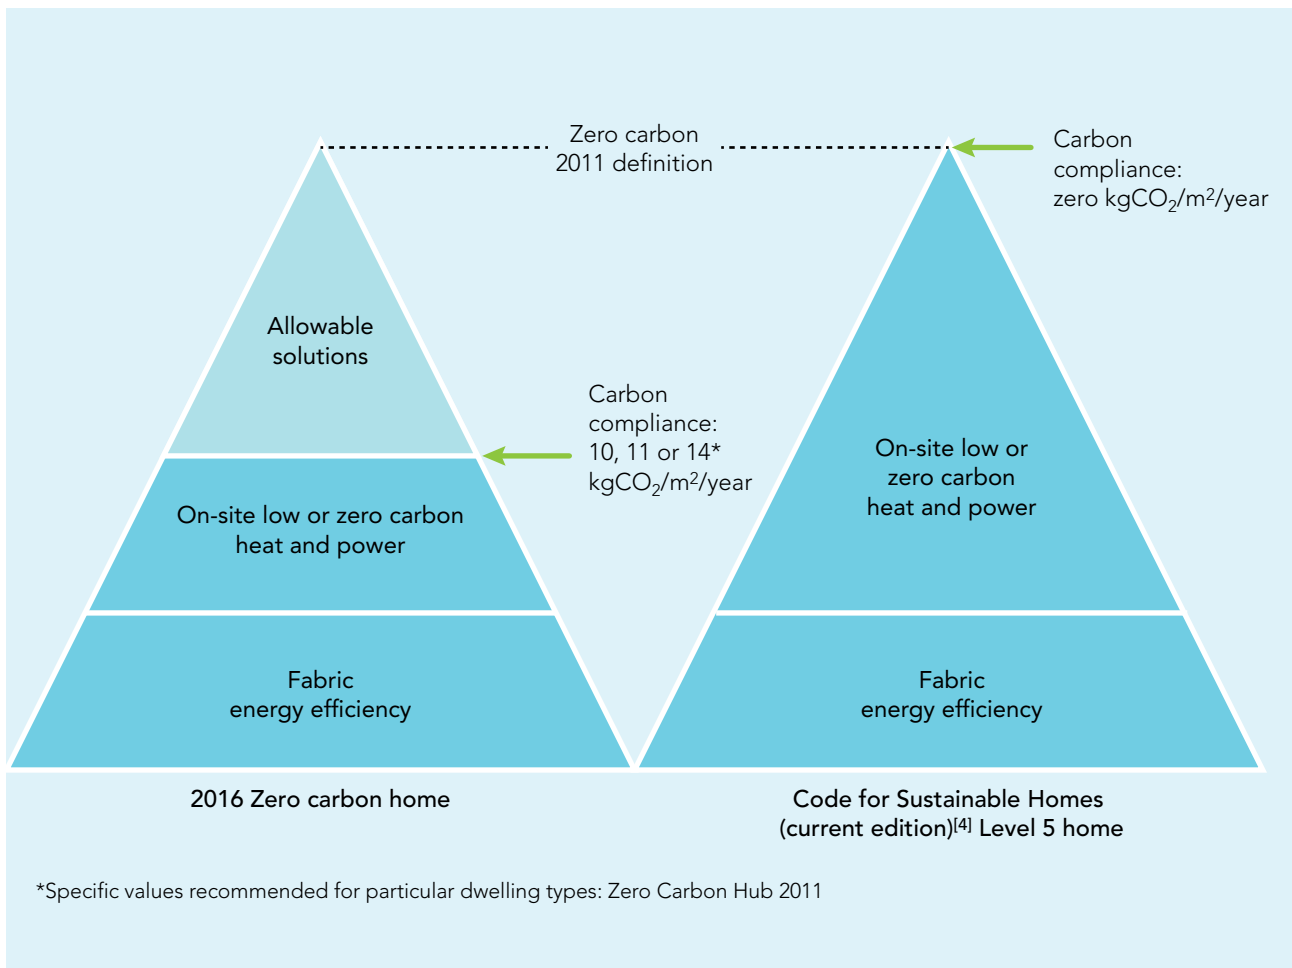 Zero carbon
2011 definition
Carbon
compliance:
zero kgCO₂/m²/year
Allowable
solutions
Carbon
compliance:
10, 11 or 14*
kgCO₂/m²/year
On-site low or zero carbon
heat and power
On-site low or
zero carbon
heat and power
Fabric
energy efficiency
Fabric
energy efficiency
2016 Zero carbon home
Code for Sustainable Homes
(current edition)[4] Level 5 home
*Specific values recommended for particular dwelling types: Zero Carbon Hub 2011